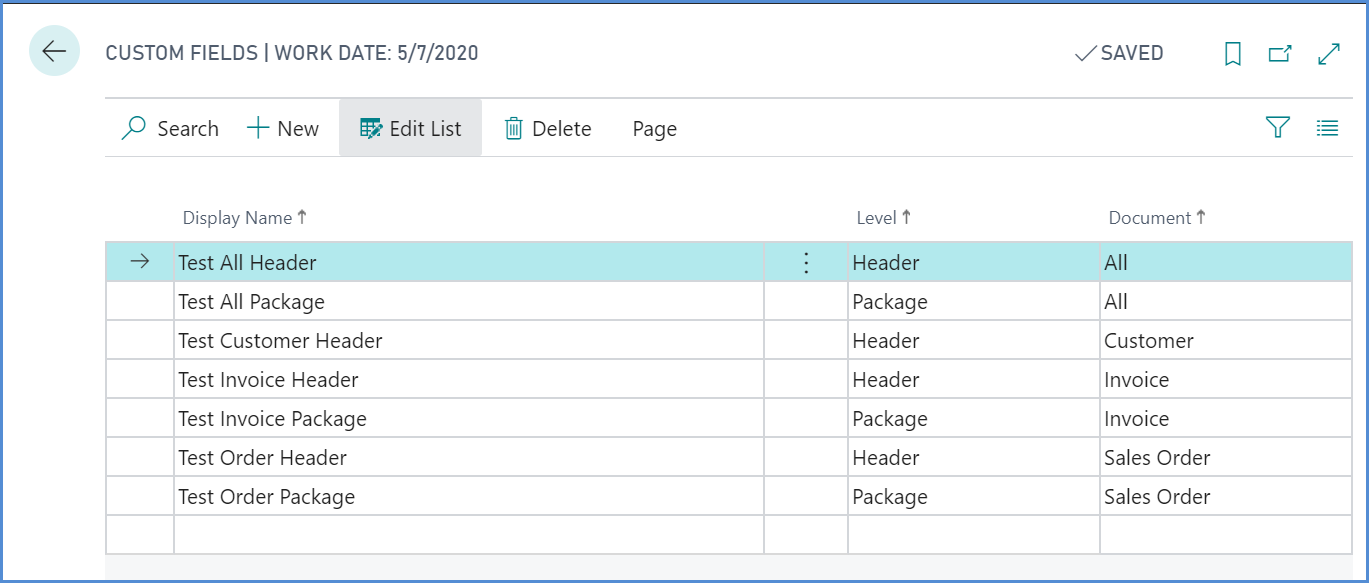 CUSTOM FIELDS | WORK DATE: 5/7/2020 SAVED
Search New Edit List Delete Page
Display Name Level Document
Test All Header Header All
Test All Package Package All
Test Customer Header Header Customer
Test Invoice Header Header Invoice
Test Invoice Package Package Invoice
Test Order Header Header Sales Order
Test Order Package Package Sales Order